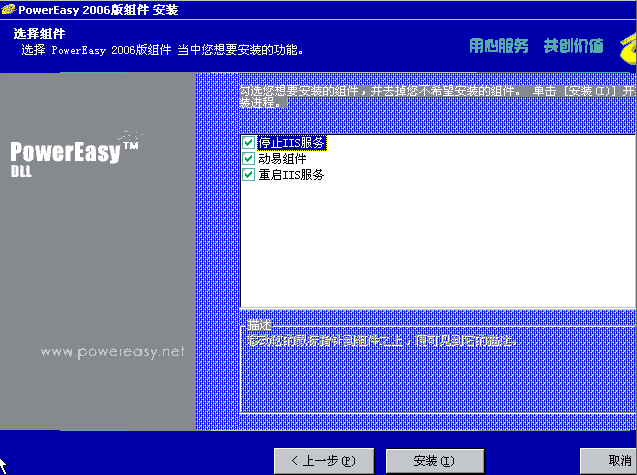 PowerEasy 2006版组件 安装
选择组件
选择 PowerEasy 2006版组件 当中您想要安装的功能。
用心服务 共创价值
勾选您想要安装的组件，并去掉您不希望安装的组件。 单击 [安装(I)] 开
装进程。
PowerEasy™
DLL
停止IIS服务
动易组件
重启IIS服务
描述
移动您的鼠标指针到组件之上，便可见到它的描述。
www.powereasy.net
< 上一步(P)
安装(I)
取消